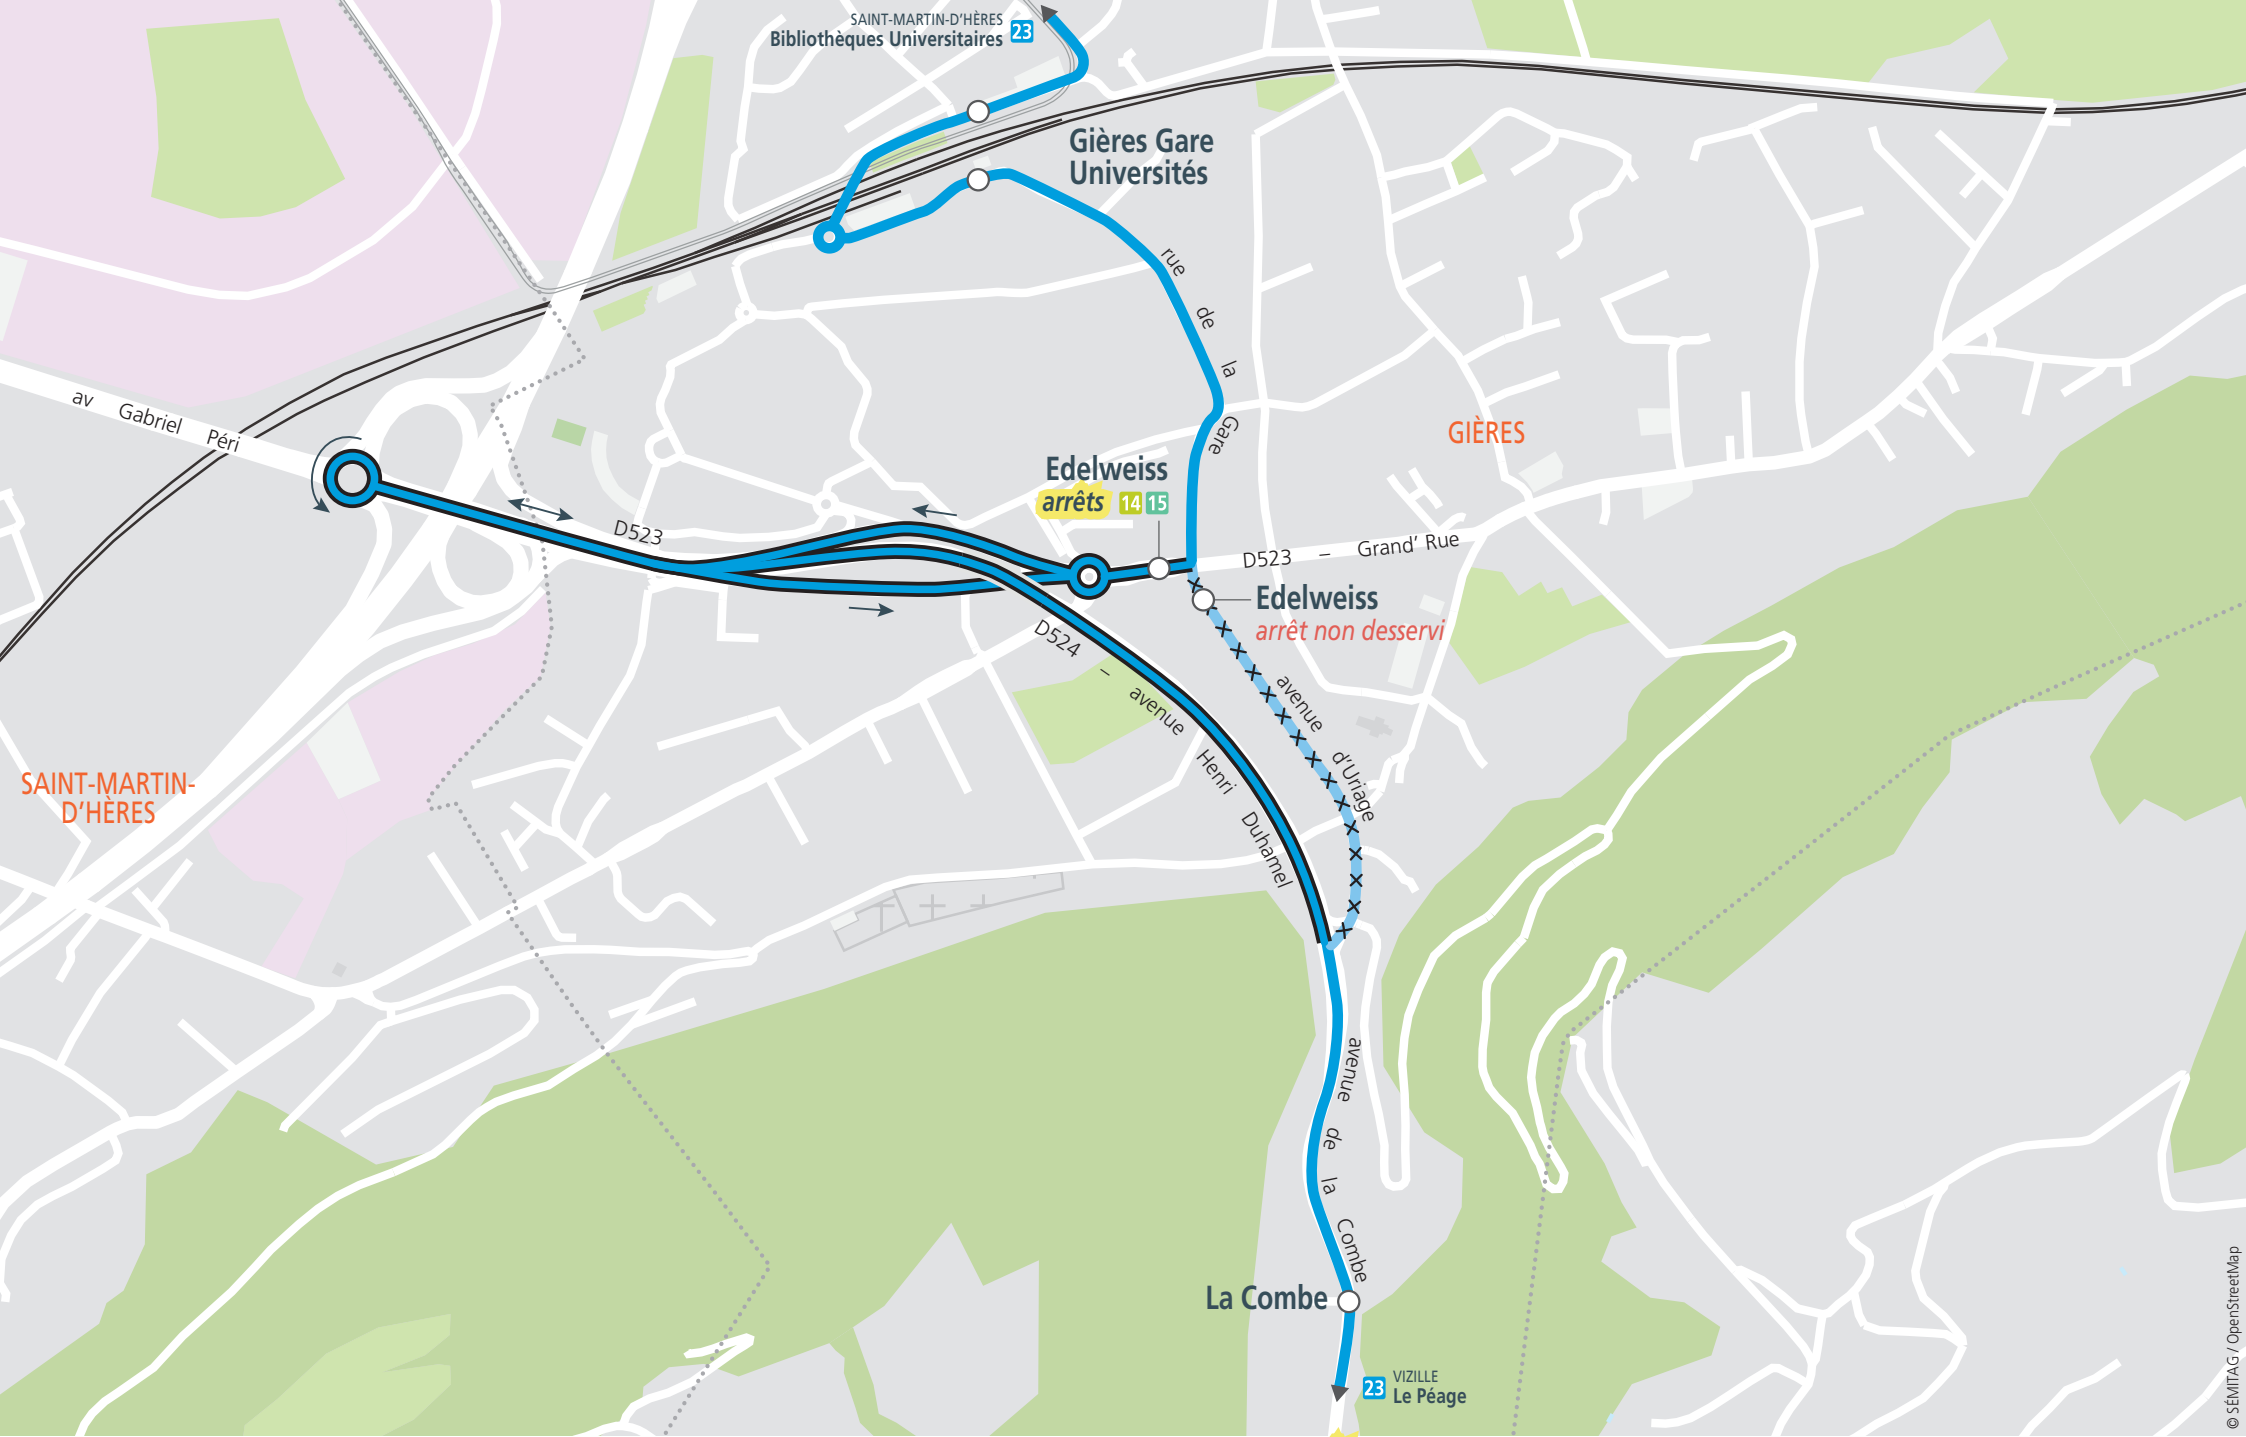 SAINT-MARTIN-D'HÈRES
Bibliothèques Universitaires 23
Gières Gare
Universités
rue de la Gare
av Gabriel Péri
GIÈRES
Edelweiss
arrêts 14 15
D523
D523 – Grand' Rue
Edelweiss
arrêt non desservi
D524 – avenue Henri Duhamel
avenue d'Uriage
SAINT-MARTIN-
D'HÈRES
avenue de la Combe
La Combe
23 VIZILLE
Le Péage
© SÉMITAG / OpenStreetMap